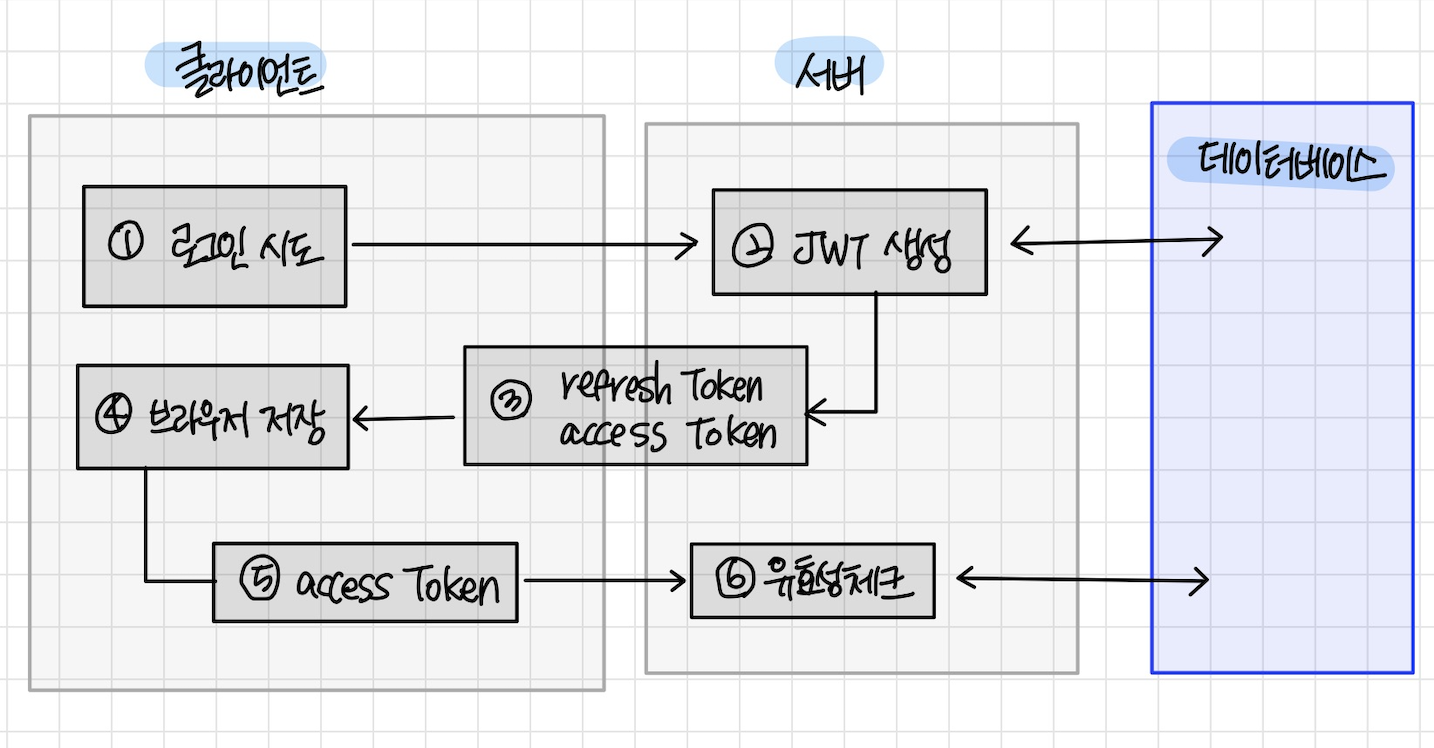 클라이언트
서버
데이터베이스
① 로그인 시도
② JWT 생성
③ refresh Token
access Token
④ 브라우저 저장
⑤ access Token
⑥ 유효성체크